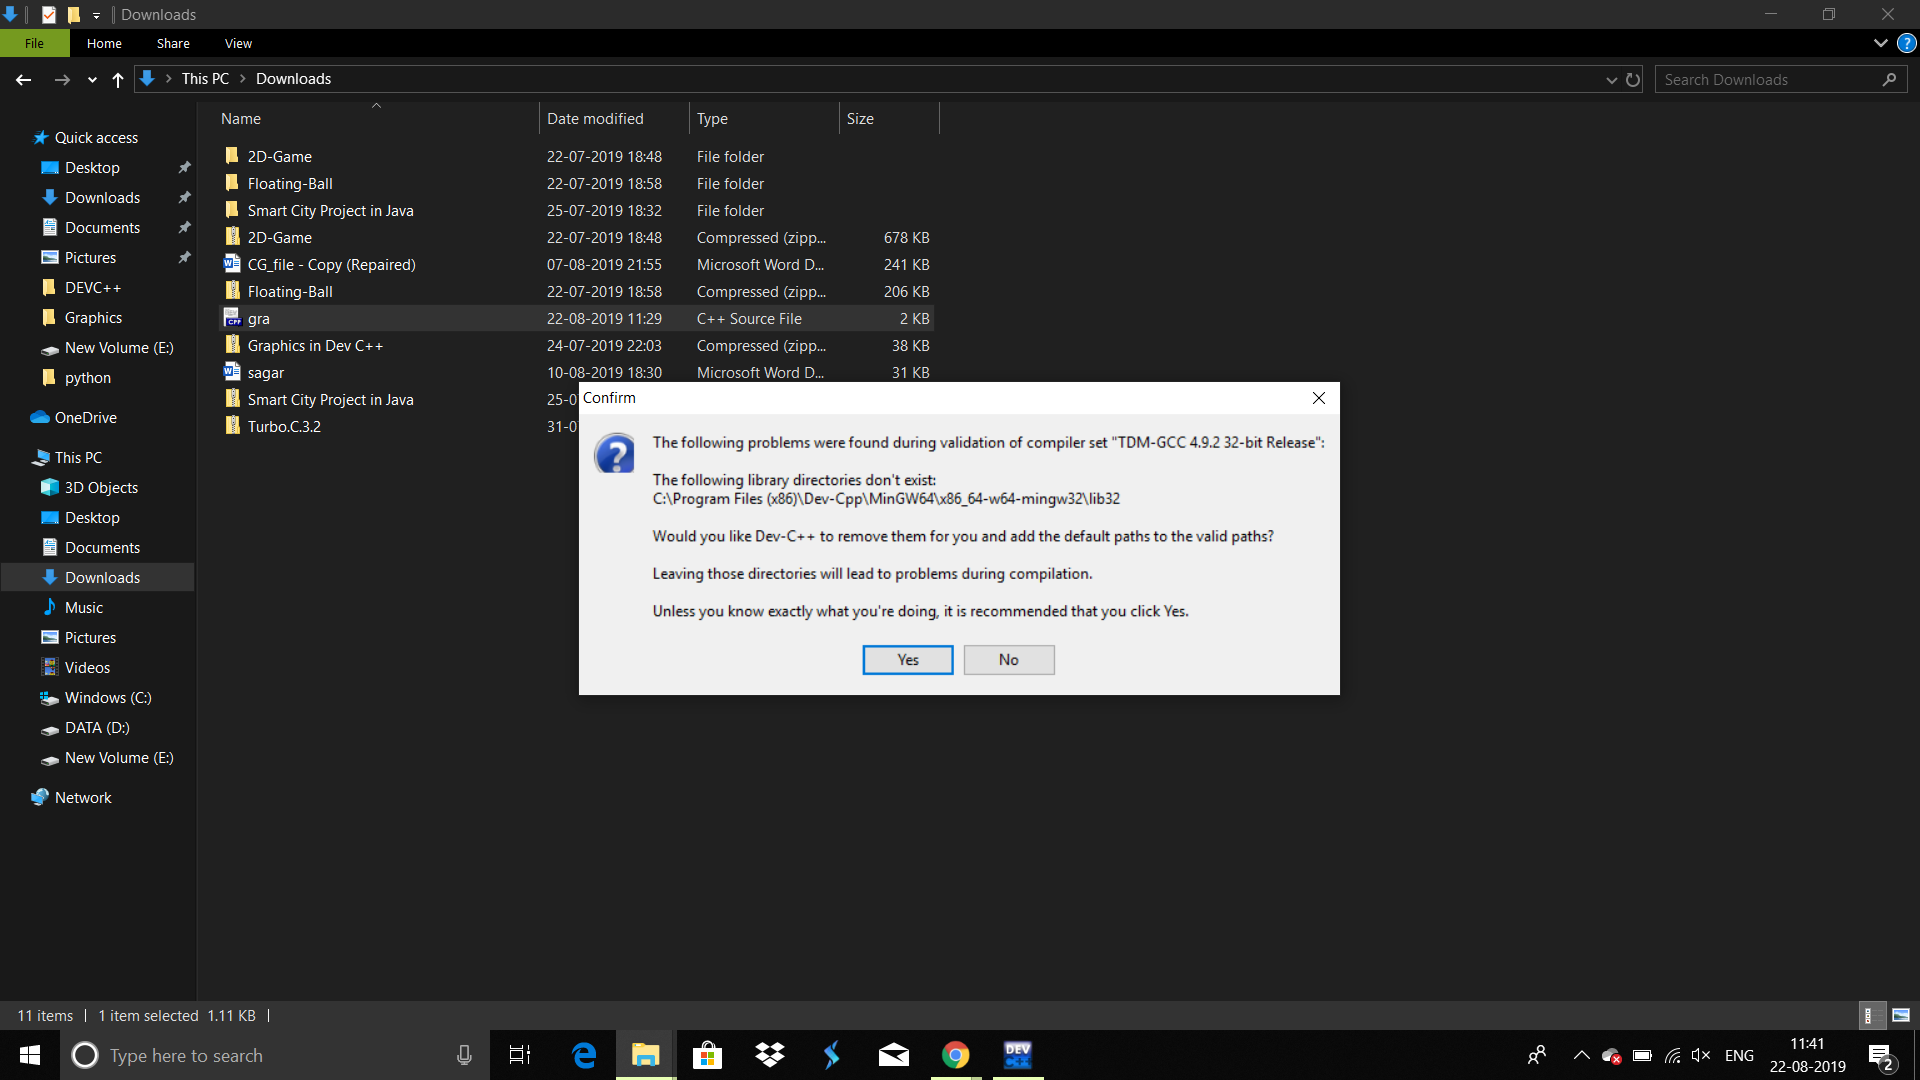 Downloads
File Home Share View
This PC > Downloads
Search Downloads
Name Date modified Type Size
Quick access
Desktop
Downloads
Documents
Pictures
DEVC++
Graphics
New Volume (E:)
python
OneDrive
This PC
3D Objects
Desktop
Documents
Downloads
Music
Pictures
Videos
Windows (C:)
DATA (D:)
New Volume (E:)
Network
2D-Game 22-07-2019 18:48 File folder
Floating-Ball 22-07-2019 18:58 File folder
Smart City Project in Java 25-07-2019 18:32 File folder
2D-Game 22-07-2019 18:48 Compressed (zipp... 678 KB
CG_file - Copy (Repaired) 07-08-2019 21:55 Microsoft Word D... 241 KB
Floating-Ball 22-07-2019 18:58 Compressed (zipp... 206 KB
gra 22-08-2019 11:29 C++ Source File 2 KB
Graphics in Dev C++ 24-07-2019 22:03 Compressed (zipp... 38 KB
sagar 10-08-2019 18:30 Microsoft Word D... 31 KB
Smart City Project in Java 25-0
Turbo.C.3.2 31-0
Confirm
The following problems were found during validation of compiler set "TDM-GCC 4.9.2 32-bit Release":
The following library directories don't exist:
C:\Program Files (x86)\Dev-Cpp\MinGW64\x86_64-w64-mingw32\lib32
Would you like Dev-C++ to remove them for you and add the default paths to the valid paths?
Leaving those directories will lead to problems during compilation.
Unless you know exactly what you're doing, it is recommended that you click Yes.
Yes No
11 items 1 item selected 1.11 KB
Type here to search
DEV C++
ENG
11:41
22-08-2019
2